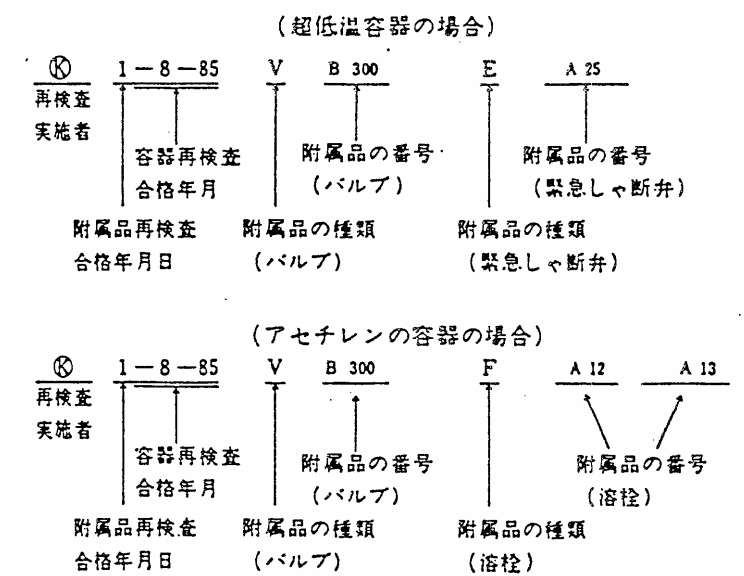 (超低温容器の場合)
Ⓚ 1-8-85 V B 300 E A 25
再検査
実施者
容器再検査
合格年月
附属品の番号
(バルブ)
附属品の番号
(緊急しゃ断弁)
附属品再検査
合格年月日
附属品の種類
(バルブ)
附属品の種類
(緊急しゃ断弁)
(アセチレンの容器の場合)
Ⓚ 1-8-85 V B 300 F A 12 A 13
再検査
実施者
容器再検査
合格年月
附属品の番号
(バルブ)
附属品の番号
(溶栓)
附属品再検査
合格年月日
附属品の種類
(バルブ)
附属品の種類
(溶栓)